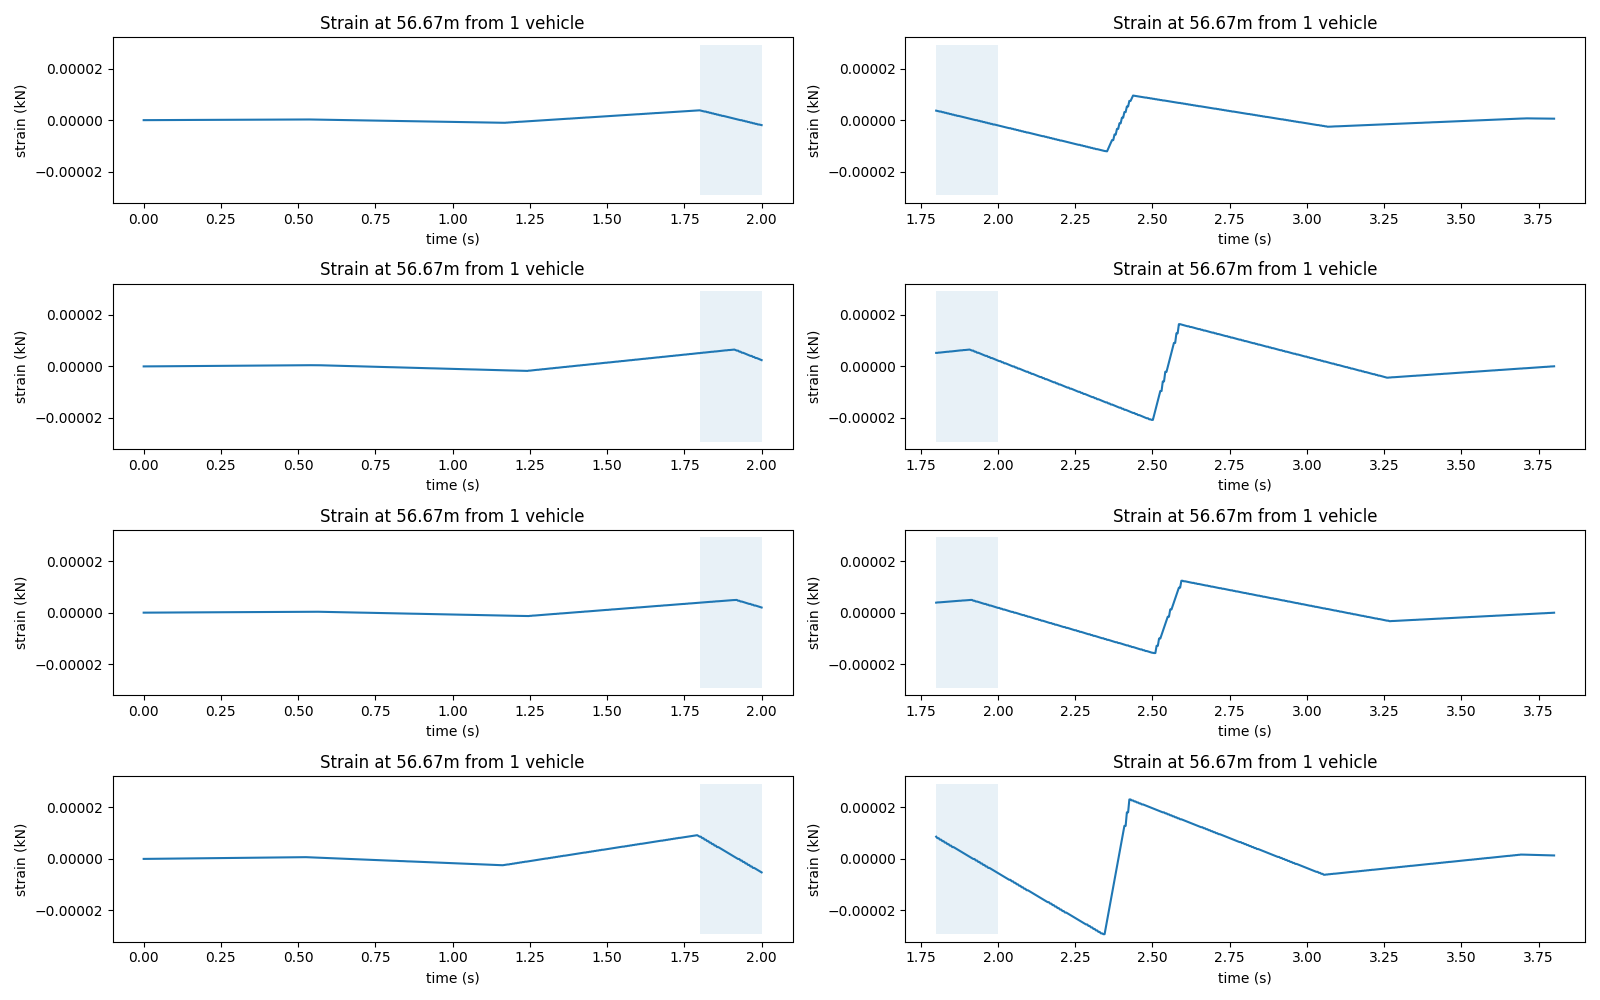 Strain at 56.67m from 1 vehicle
strain (kN)
0.00002
0.00000
−0.00002
0.00 0.25 0.50 0.75 1.00 1.25 1.50 1.75 2.00
time (s)
Strain at 56.67m from 1 vehicle
strain (kN)
0.00002
0.00000
−0.00002
1.75 2.00 2.25 2.50 2.75 3.00 3.25 3.50 3.75
time (s)
Strain at 56.67m from 1 vehicle
strain (kN)
0.00002
0.00000
−0.00002
0.00 0.25 0.50 0.75 1.00 1.25 1.50 1.75 2.00
time (s)
Strain at 56.67m from 1 vehicle
strain (kN)
0.00002
0.00000
−0.00002
1.75 2.00 2.25 2.50 2.75 3.00 3.25 3.50 3.75
time (s)
Strain at 56.67m from 1 vehicle
strain (kN)
0.00002
0.00000
−0.00002
0.00 0.25 0.50 0.75 1.00 1.25 1.50 1.75 2.00
time (s)
Strain at 56.67m from 1 vehicle
strain (kN)
0.00002
0.00000
−0.00002
1.75 2.00 2.25 2.50 2.75 3.00 3.25 3.50 3.75
time (s)
Strain at 56.67m from 1 vehicle
strain (kN)
0.00002
0.00000
−0.00002
0.00 0.25 0.50 0.75 1.00 1.25 1.50 1.75 2.00
time (s)
Strain at 56.67m from 1 vehicle
strain (kN)
0.00002
0.00000
−0.00002
1.75 2.00 2.25 2.50 2.75 3.00 3.25 3.50 3.75
time (s)